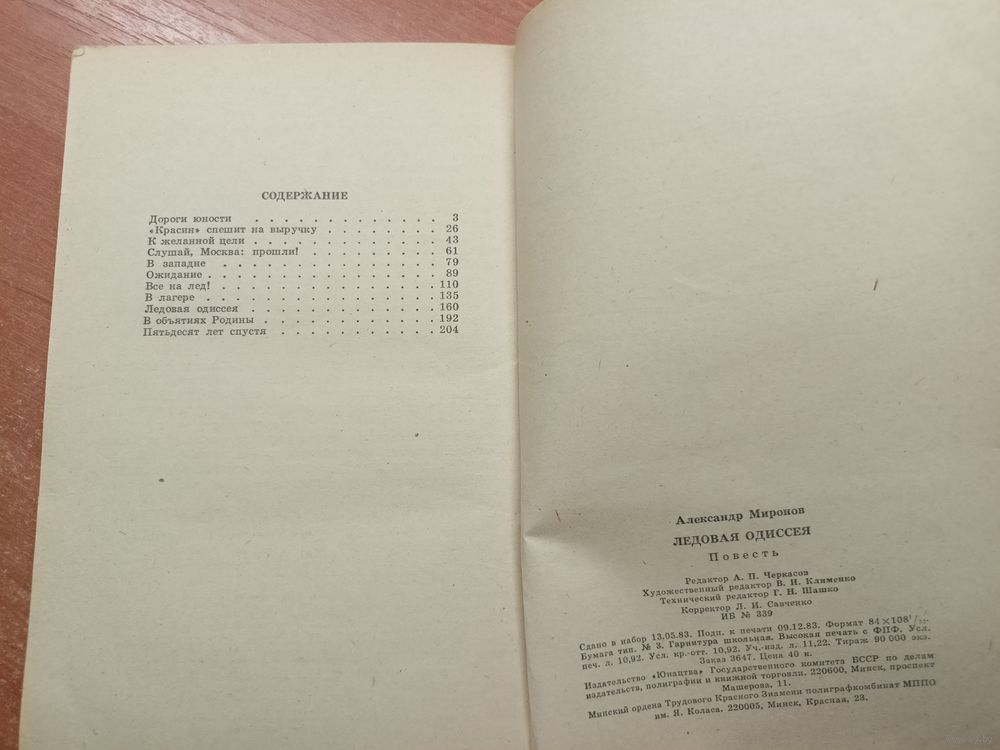 СОДЕРЖАНИЕ
Дороги юности . . . . . . . . . . . . . 3
«Красин» спешит на выручку . . . . . . . . 26
К желанной цели . . . . . . . . . . . . . 43
Слушай, Москва: прошли! . . . . . . . . . 61
В западне . . . . . . . . . . . . . . . 79
Ожидание . . . . . . . . . . . . . . . . 89
Все на лед! . . . . . . . . . . . . . . . 110
В лагере . . . . . . . . . . . . . . . . 135
Ледовая одиссея . . . . . . . . . . . . . 160
В объятиях Родины . . . . . . . . . . . . 192
Пятьдесят лет спустя . . . . . . . . . . . 204
Александр Миронов
ЛЕДОВАЯ ОДИССЕЯ
Повесть
Редактор А. П. Черкасов
Художественный редактор В. И. Клименко
Технический редактор Г. Н. Шашко
Корректор Л. И. Савченко
ИБ № 339
Сдано в набор 13.05.83. Подп. к печати 09.12.83. Формат 84×108¹/₃₂.
Бумага тип. № 3. Гарнитура школьная. Высокая печать с ФПФ. Усл.
печ. л. 10,92. Усл. кр.-отт. 10,92. Уч.-изд. л. 11,22. Тираж 90 000 экз.
Заказ 3647. Цена 40 к.
Издательство «Юнацтва» Государственного комитета БССР по делам
издательств, полиграфии и книжной торговли. 220600, Минск, проспект
Машерова, 11.
Минский ордена Трудового Красного Знамени полиграфкомбинат МППО
им. Я. Коласа. 220005, Минск, Красная, 23.